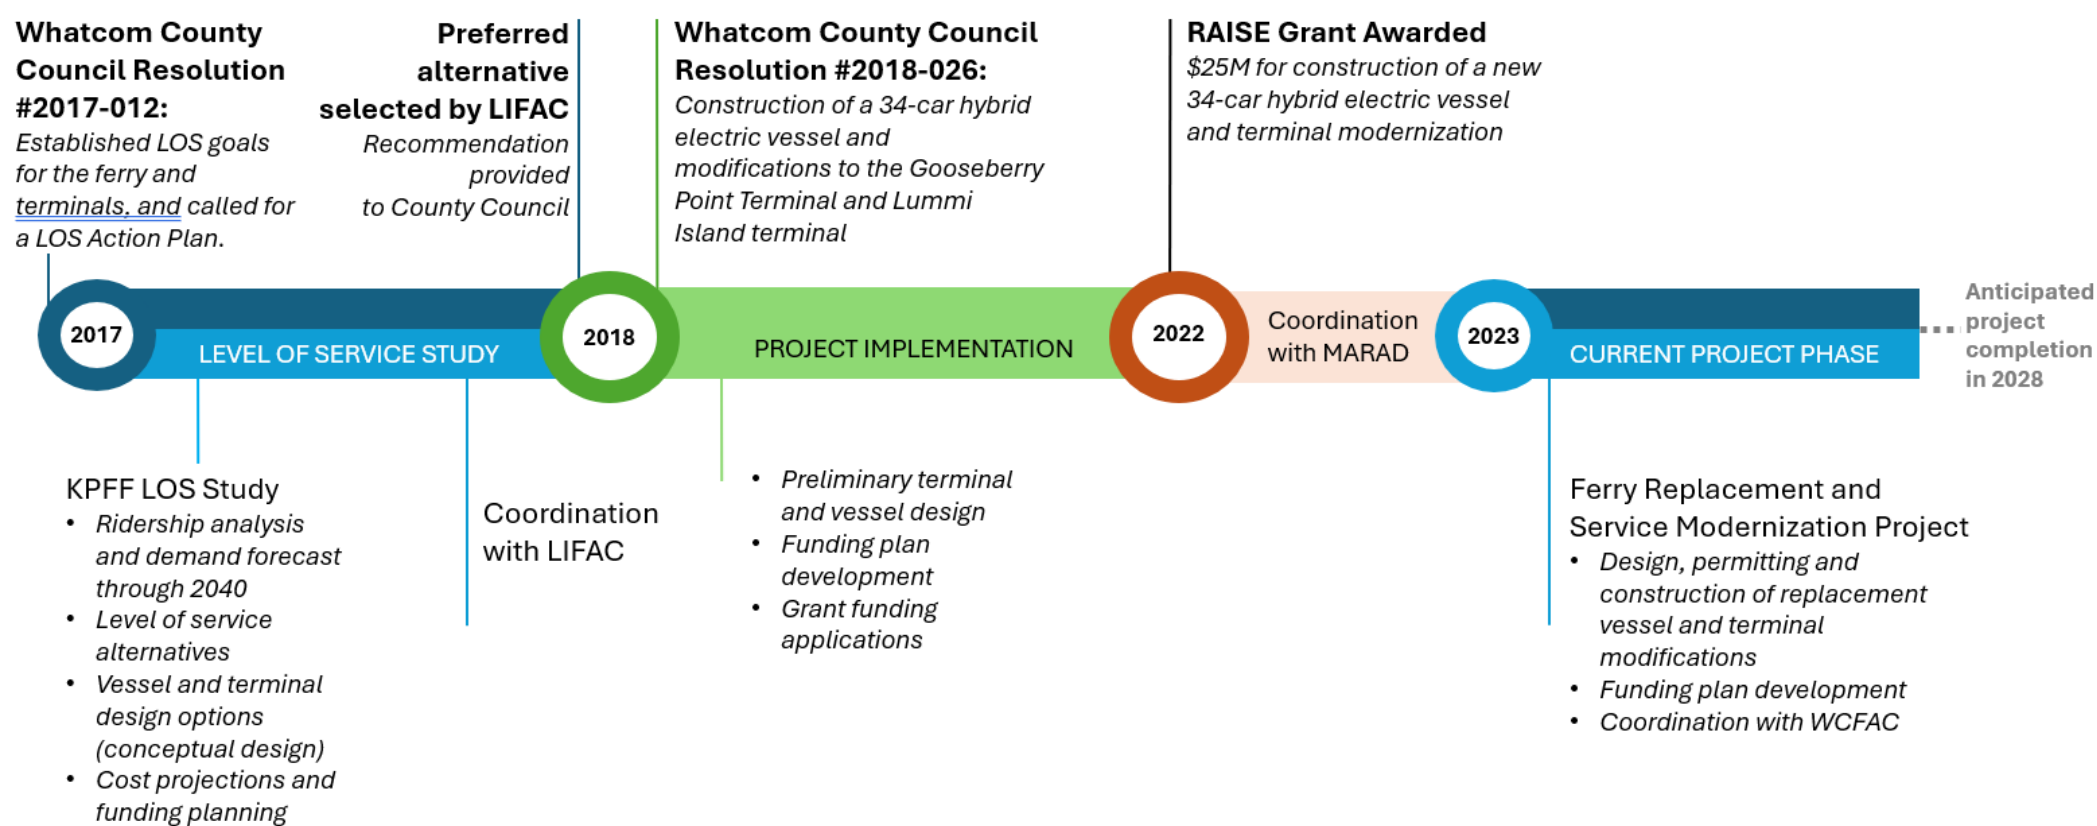 Whatcom County
Council Resolution
#2017-012:
Established LOS goals
for the ferry and
terminals, and called for
a LOS Action Plan.
Preferred
alternative
selected by LIFAC
Recommendation
provided
to County Council
Whatcom County Council
Resolution #2018-026:
Construction of a 34-car hybrid
electric vessel and
modifications to the Gooseberry
Point Terminal and Lummi
Island terminal
RAISE Grant Awarded
$25M for construction of a new
34-car hybrid electric vessel
and terminal modernization
2017
LEVEL OF SERVICE STUDY
2018
PROJECT IMPLEMENTATION
2022
Coordination
with MARAD
2023
CURRENT PROJECT PHASE
Anticipated
project
completion
in 2028
KPFF LOS Study
• Ridership analysis
and demand forecast
through 2040
• Level of service
alternatives
• Vessel and terminal
design options
(conceptual design)
• Cost projections and
funding planning
Coordination
with LIFAC
• Preliminary terminal
and vessel design
• Funding plan
development
• Grant funding
applications
Ferry Replacement and
Service Modernization Project
• Design, permitting and
construction of replacement
vessel and terminal
modifications
• Funding plan development
• Coordination with WCFAC